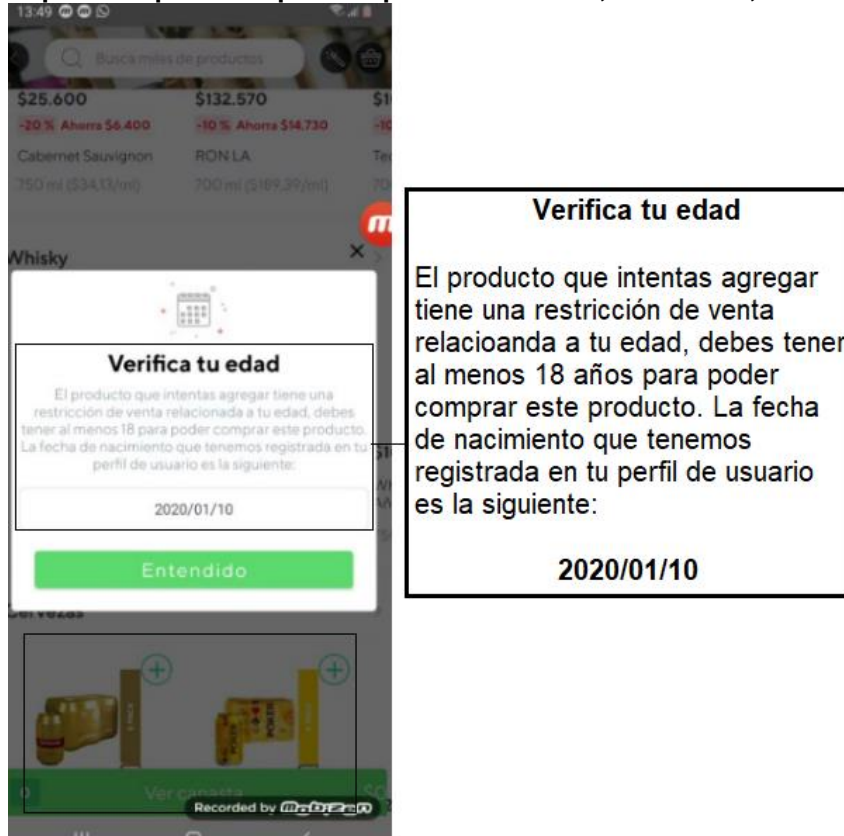 13:49
Busca miles de productos
$25.600
$132.570
-20 % Ahorra $6.400
-10 % Ahorra $14.730
Cabernet Sauvignon
RON LA
750 ml ($34,13/ml)
700 ml ($189,39/ml)
Whisky
Verifica tu edad
El producto que intentas agregar tiene una
restricción de venta relacionada a tu edad, debes
tener al menos 18 para poder comprar este producto.
La fecha de nacimiento que tenemos registrada en tu
perfil de usuario es la siguiente:
2020/01/10
Entendido
Cervezas
POKER
0
Ver canasta
Recorded by
Verifica tu edad
El producto que intentas agregar
tiene una restricción de venta
relacioanda a tu edad, debes tener
al menos 18 años para poder
comprar este producto. La fecha
de nacimiento que tenemos
registrada en tu perfil de usuario
es la siguiente:
2020/01/10